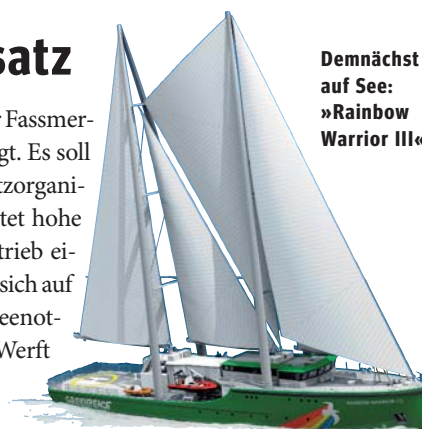 satz
r Fassmer-
gt. Es soll
tzorgani-
tet hohe
trieb ei-
sich auf
eenot-
Werft
Demnächst
auf See:
»Rainbow
Warrior III«
GREENPEACE